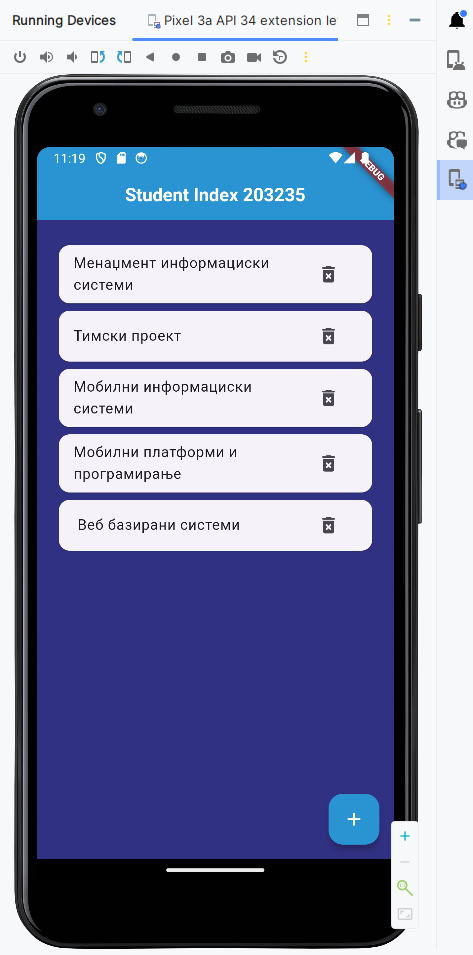 Running Devices
Pixel 3a API 34 extension le
11:19
DEBUG
Student Index 203235
Менаџмент информациски
системи
Тимски проект
Мобилни информациски
системи
Мобилни платформи и
програмирање
Веб базирани системи